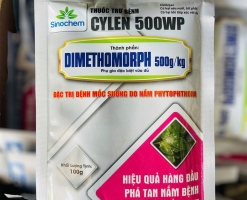 Sinochem
THUỐC TRỪ BỆNH
CYLEN 500WP
Thành phần:
DIMETHOMORPH 500g/kg
Phụ gia đặc biệt vừa đủ
ĐẶC TRỊ BỆNH MỐC SƯƠNG DO NẤM PHYTOPHTHORA
Khối lượng tịnh:
100g
HIỆU QUẢ HÀNG ĐẦU
PHÁ TAN NẤM BỆNH